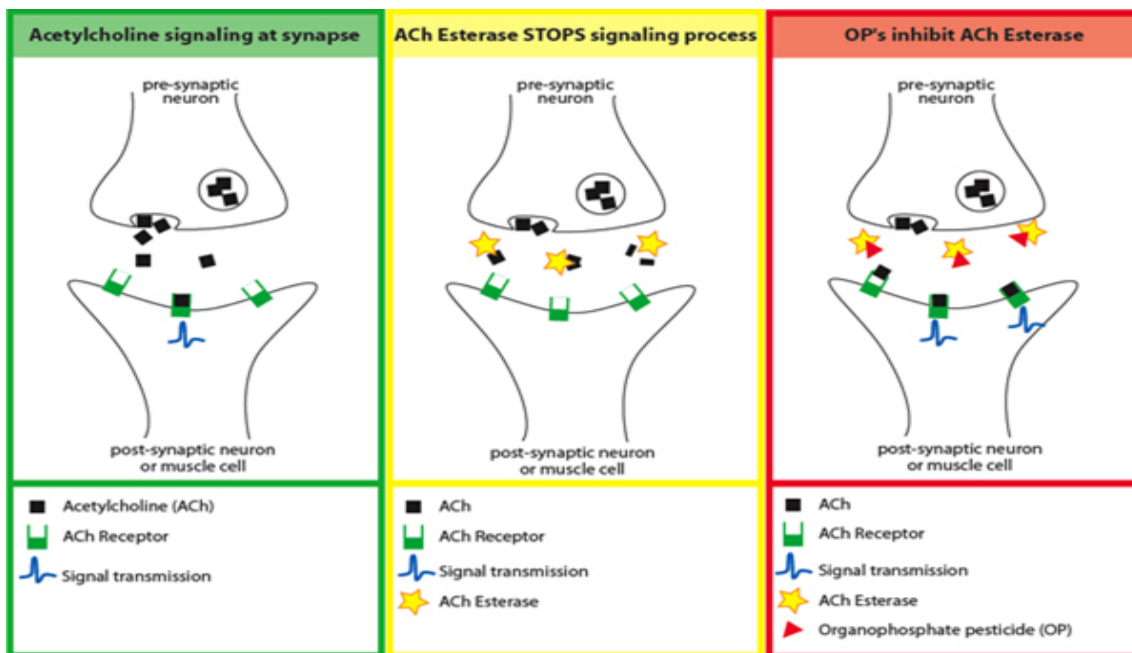 Acetylcholine signaling at synapse
pre-synaptic
neuron
post-synaptic neuron
or muscle cell
Acetylcholine (ACh)
ACh Receptor
Signal transmission
ACh Esterase STOPS signaling process
pre-synaptic
neuron
post-synaptic neuron
or muscle cell
ACh
ACh Receptor
Signal transmission
ACh Esterase
OP's inhibit ACh Esterase
pre-synaptic
neuron
post-synaptic neuron
or muscle cell
ACh
ACh Receptor
Signal transmission
ACh Esterase
Organophosphate pesticide (OP)